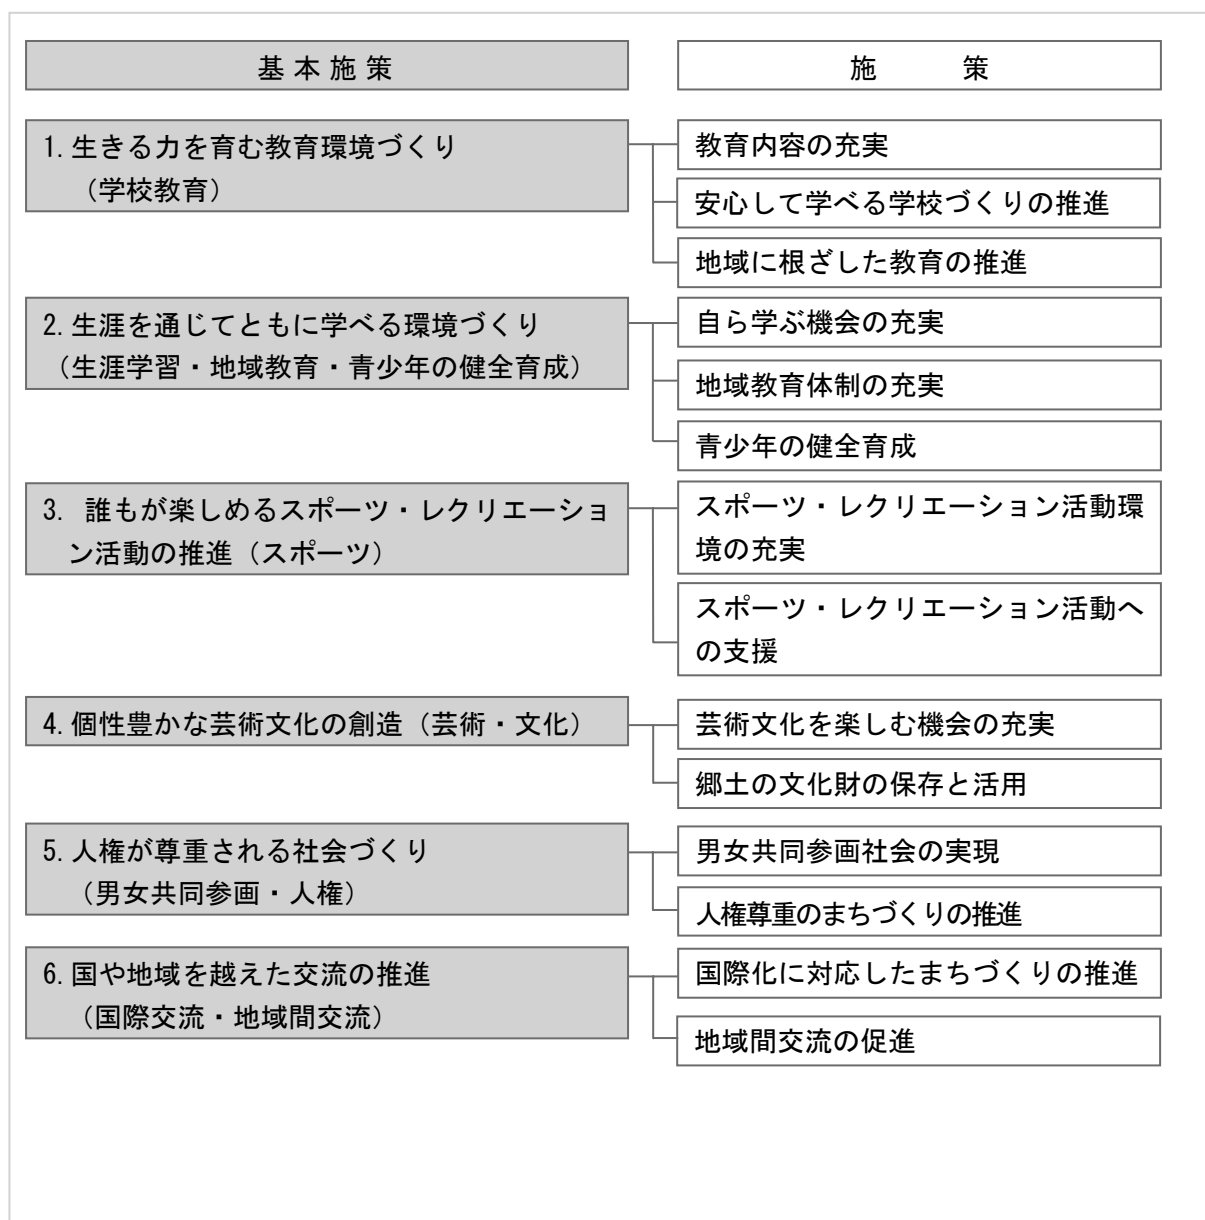 基本施策
施策
1. 生きる力を育む教育環境づくり
（学校教育）
教育内容の充実
安心して学べる学校づくりの推進
地域に根ざした教育の推進
2. 生涯を通じてともに学べる環境づくり
（生涯学習・地域教育・青少年の健全育成）
自ら学ぶ機会の充実
地域教育体制の充実
青少年の健全育成
3. 誰もが楽しめるスポーツ・レクリエーショ
ン活動の推進（スポーツ）
スポーツ・レクリエーション活動環
境の充実
スポーツ・レクリエーション活動へ
の支援
4. 個性豊かな芸術文化の創造（芸術・文化）
芸術文化を楽しむ機会の充実
郷土の文化財の保存と活用
5. 人権が尊重される社会づくり
（男女共同参画・人権）
男女共同参画社会の実現
人権尊重のまちづくりの推進
6. 国や地域を越えた交流の推進
（国際交流・地域間交流）
国際化に対応したまちづくりの推進
地域間交流の促進